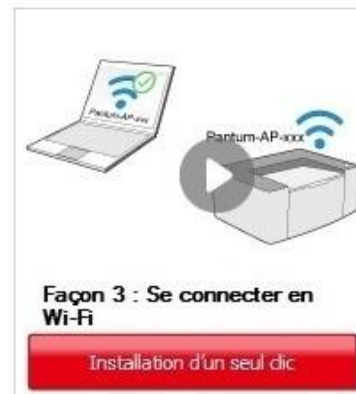 Pantum-AP-xxx
Pantum-AP-xxx
Façon 3 : Se connecter en
Wi-Fi
Installation d'un seul clic